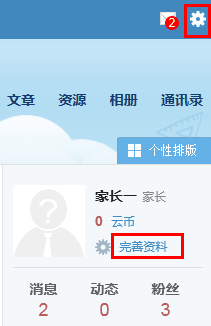 2
文章 资源 相册 通讯录
个性排版
家长一 家长
0 云币
完善资料
消息 动态 粉丝
2 0 3